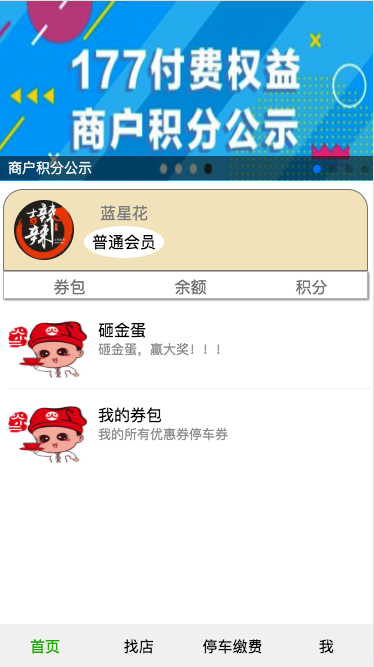 177付费权益
商户积分公示
商户积分公示
辣
蓝星花
普通会员
券包
余额
积分
砸金蛋
砸金蛋，赢大奖！！！
我的券包
我的所有优惠券停车券
首页
找店
停车缴费
我